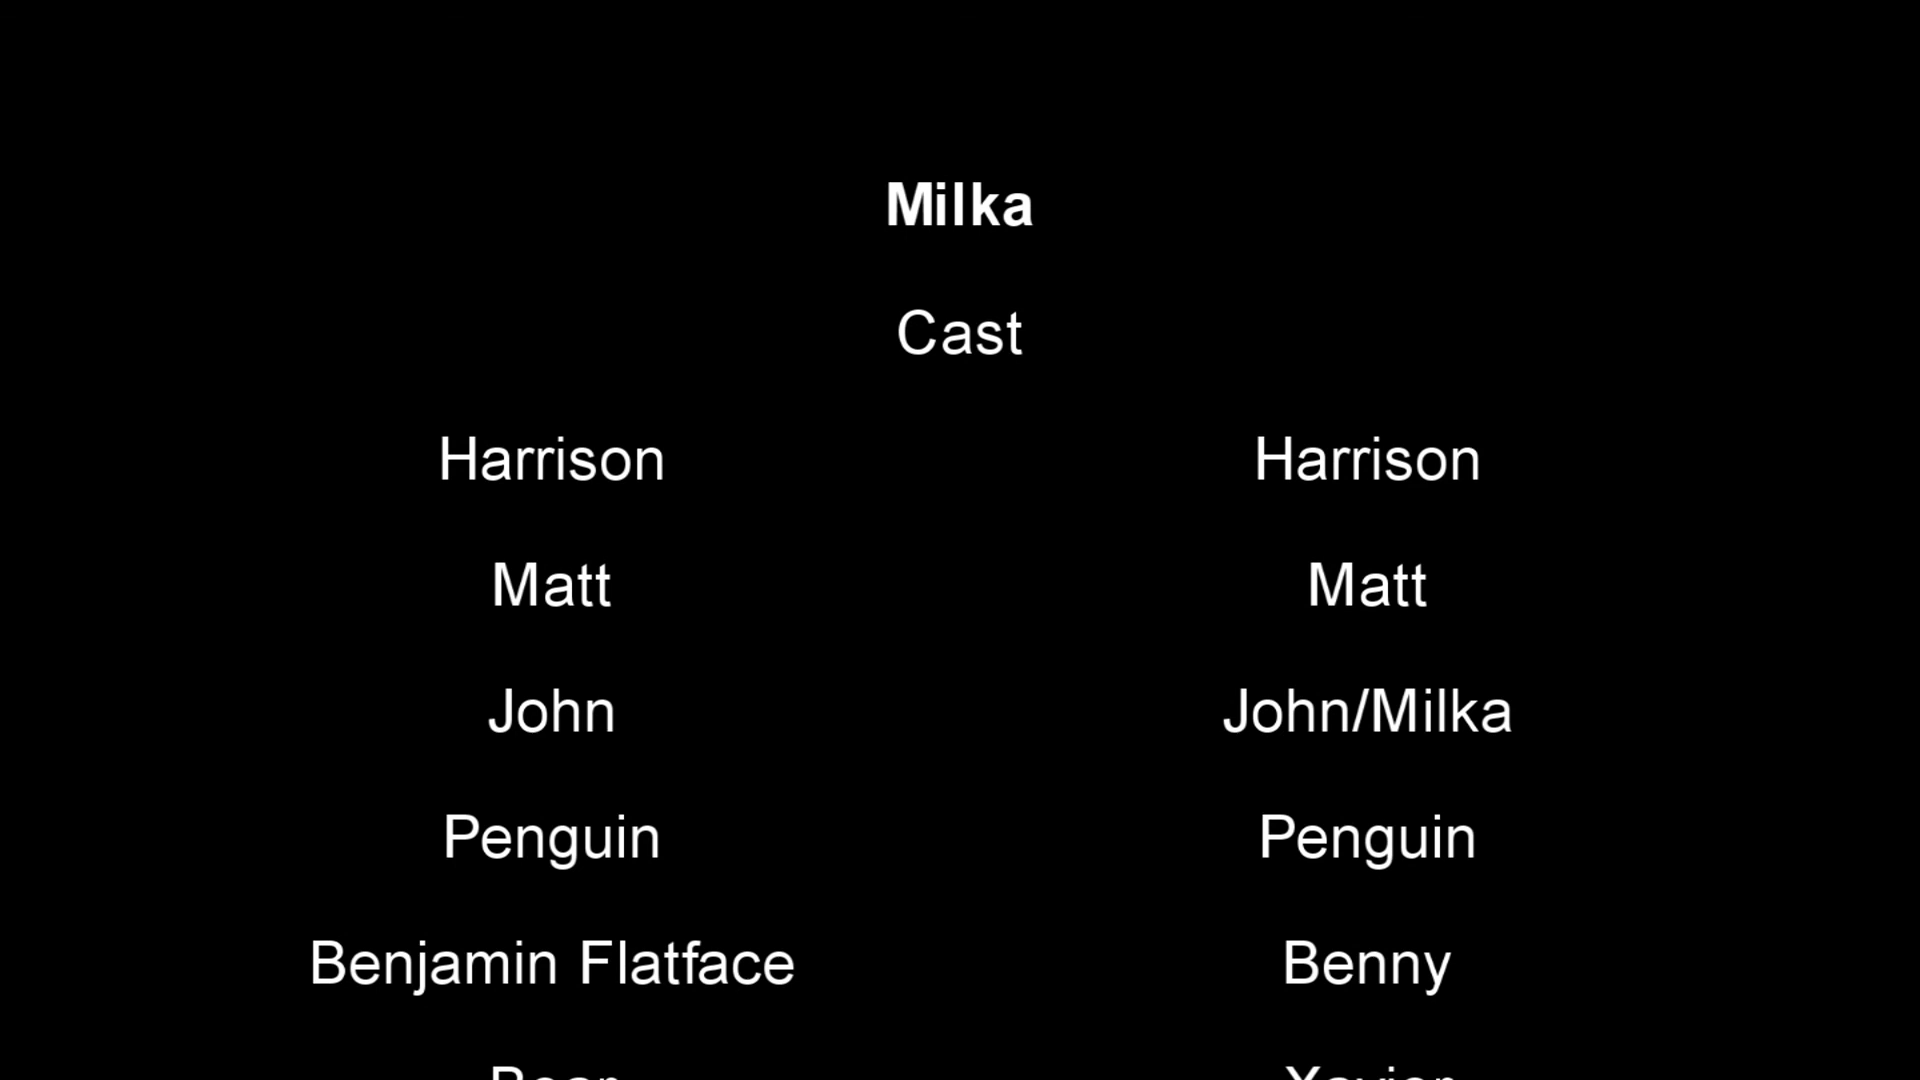 Milka
Cast
Harrison Harrison
Matt Matt
John John/Milka
Penguin Penguin
Benjamin Flatface Benny